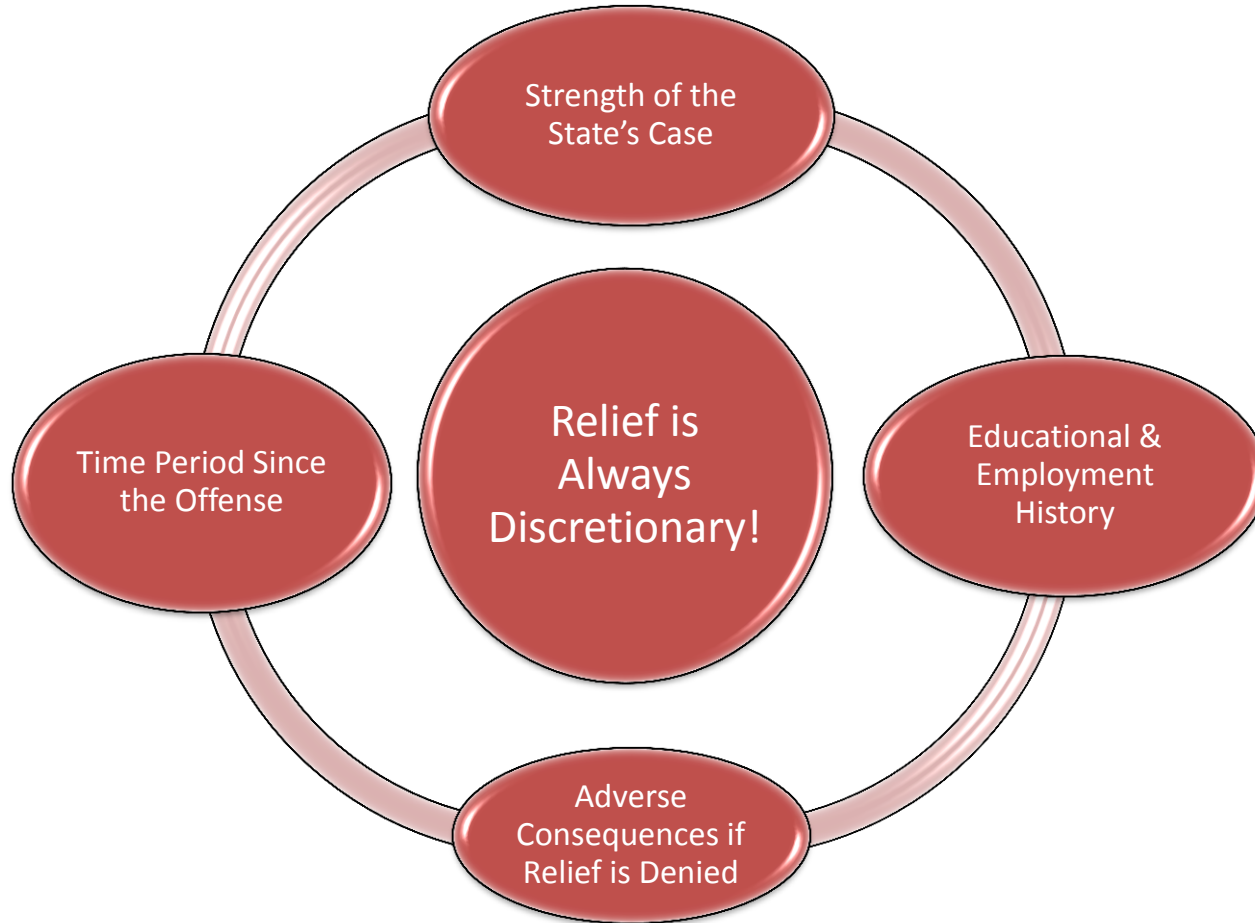 Strength of the
State’s Case
Time Period Since
the Offense
Relief is
Always
Discretionary!
Educational &
Employment
History
Adverse
Consequences if
Relief is Denied